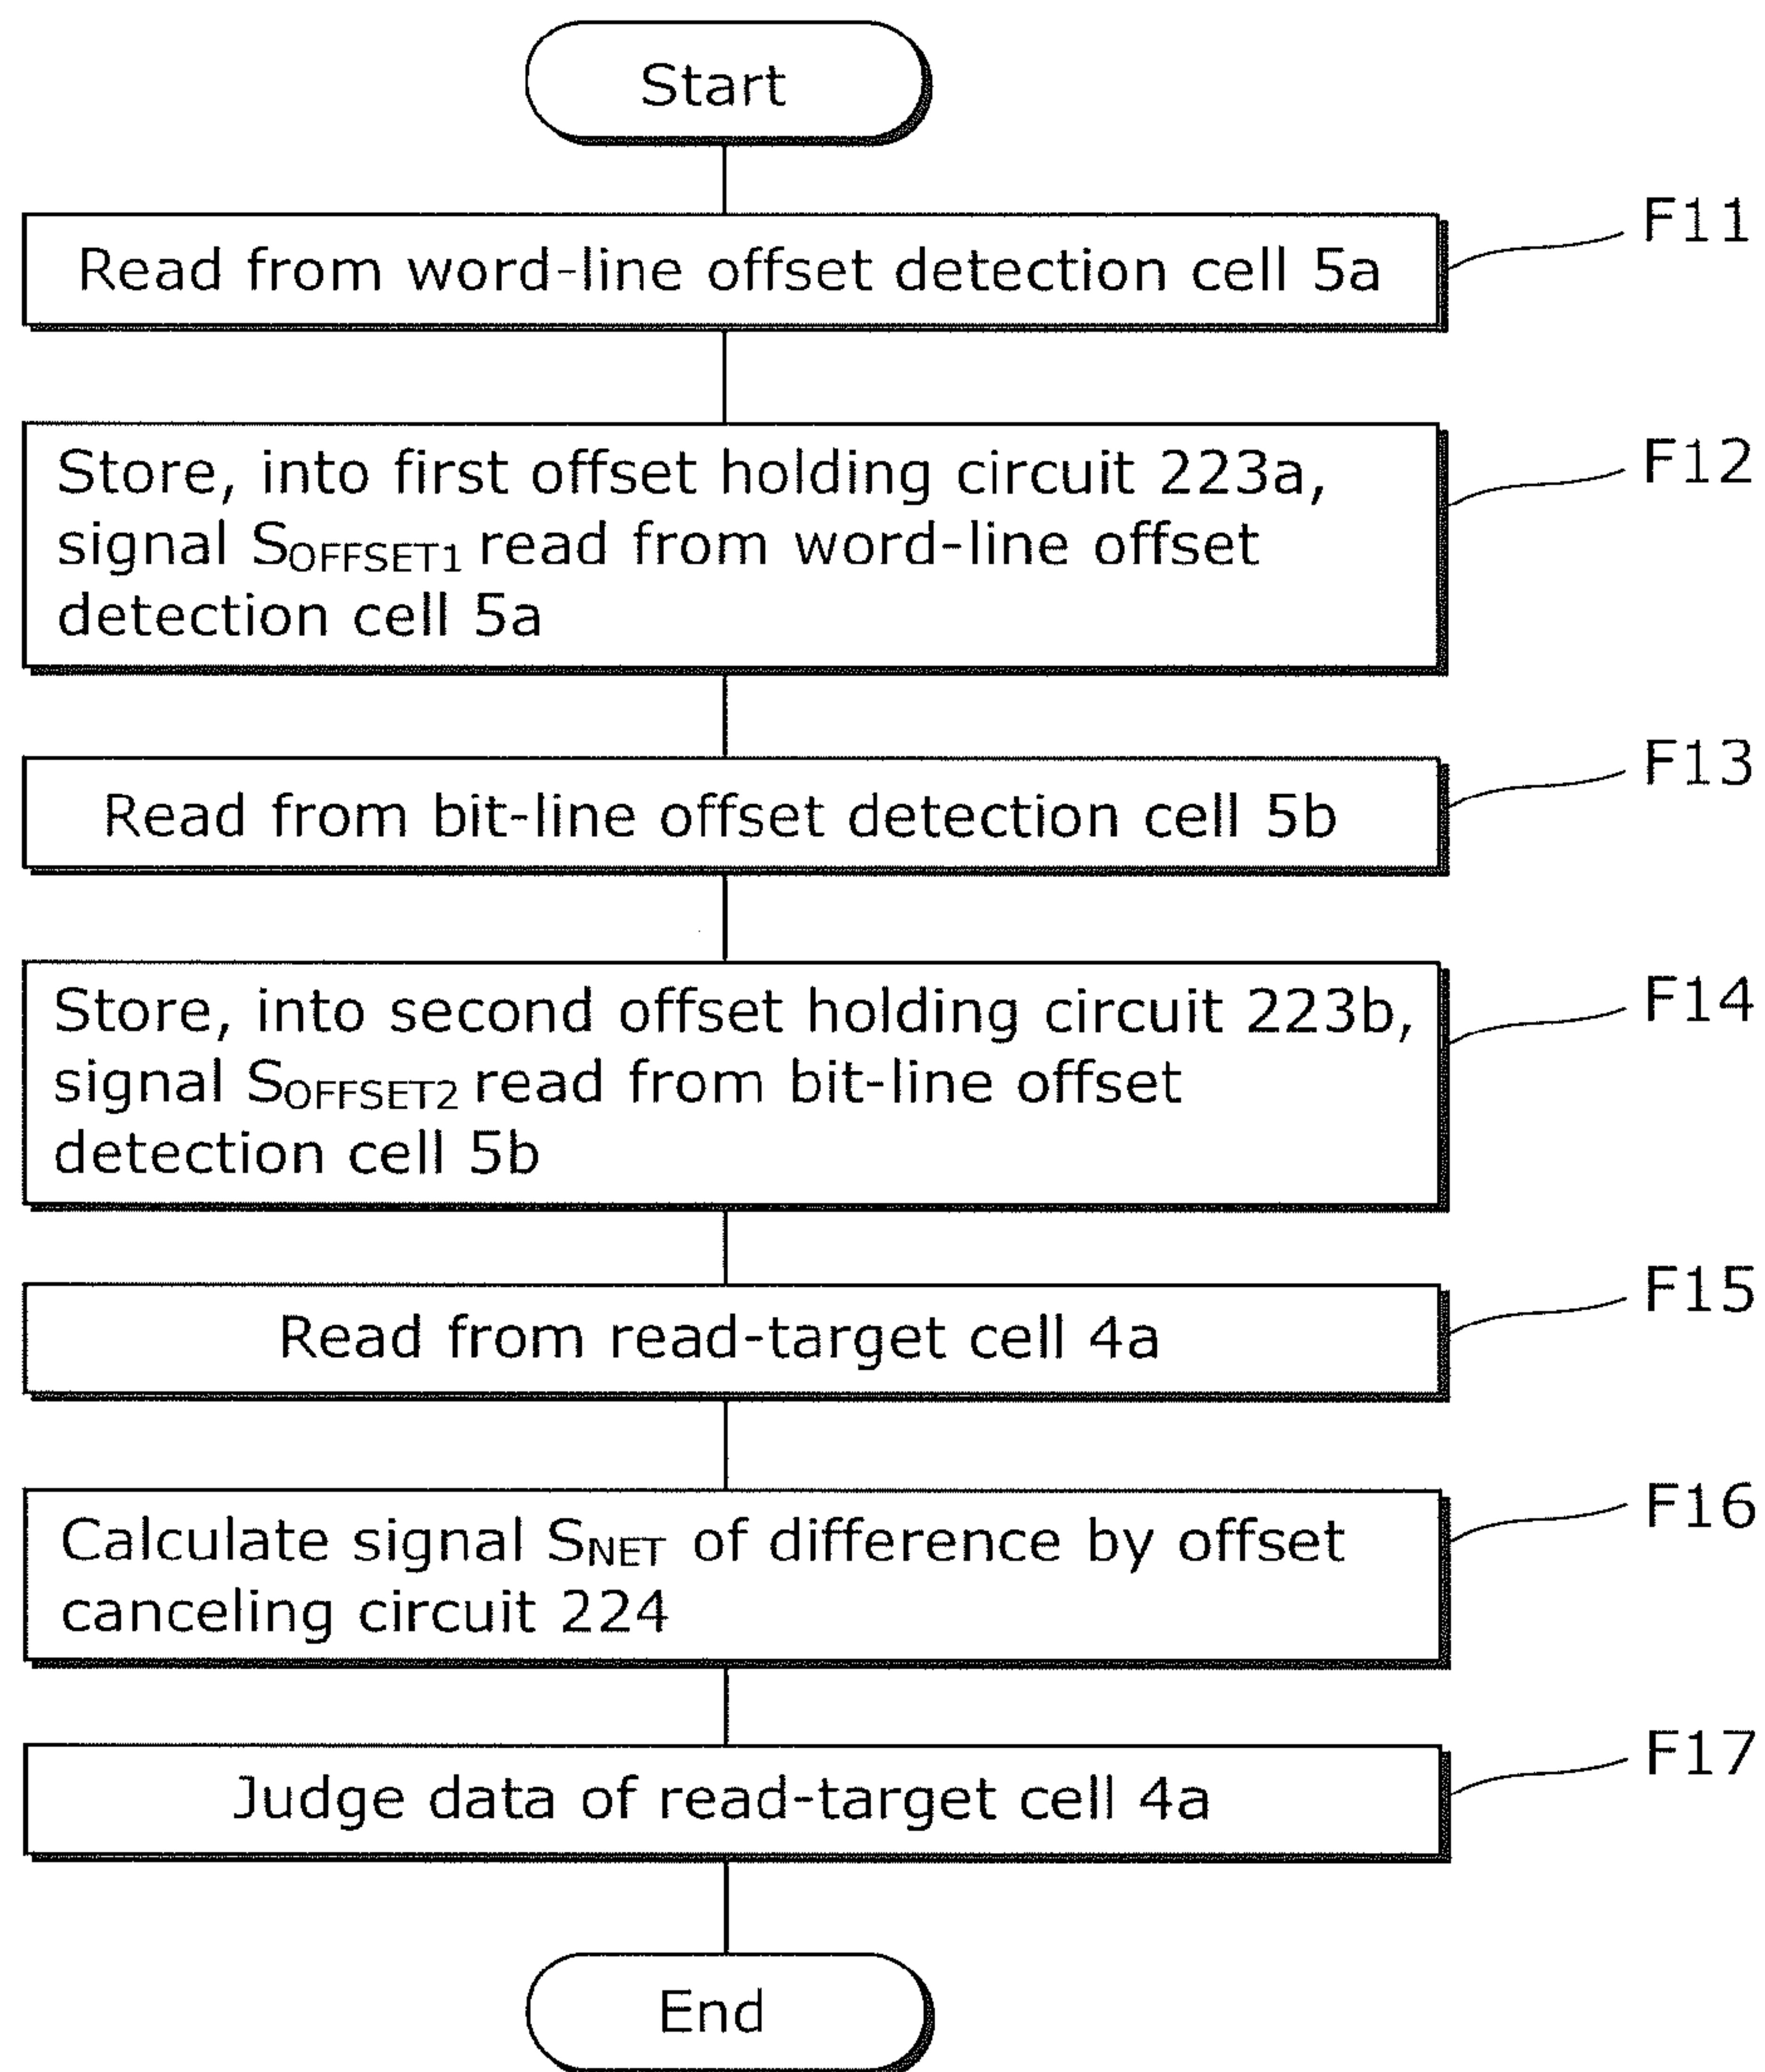 Start
F11
Read from word-line offset detection cell 5a
F12
Store, into first offset holding circuit 223a,
signal SOFFSET1 read from word-line offset
detection cell 5a
F13
Read from bit-line offset detection cell 5b
F14
Store, into second offset holding circuit 223b,
signal SOFFSET2 read from bit-line offset
detection cell 5b
F15
Read from read-target cell 4a
F16
Calculate signal SNET of difference by offset
canceling circuit 224
F17
Judge data of read-target cell 4a
End